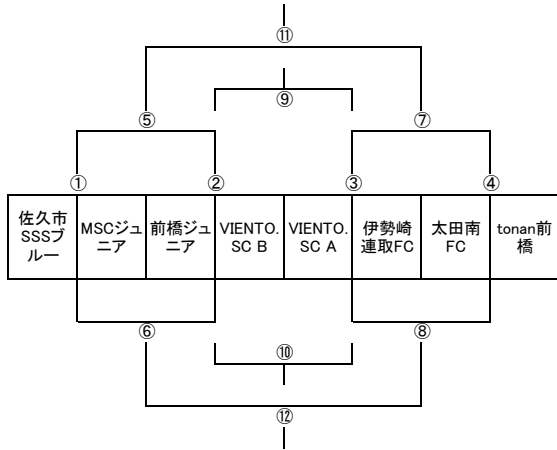 ⑪
⑨
⑤ ⑦
① ② ③ ④
佐久市
SSSブ
ルー
MSCジュ
ニア
前橋ジュ
ニア
VIENTO.
SC B
VIENTO.
SC A
伊勢崎
連取FC
太田南
FC
tonan前
橋
⑥ ⑧
⑩
⑫